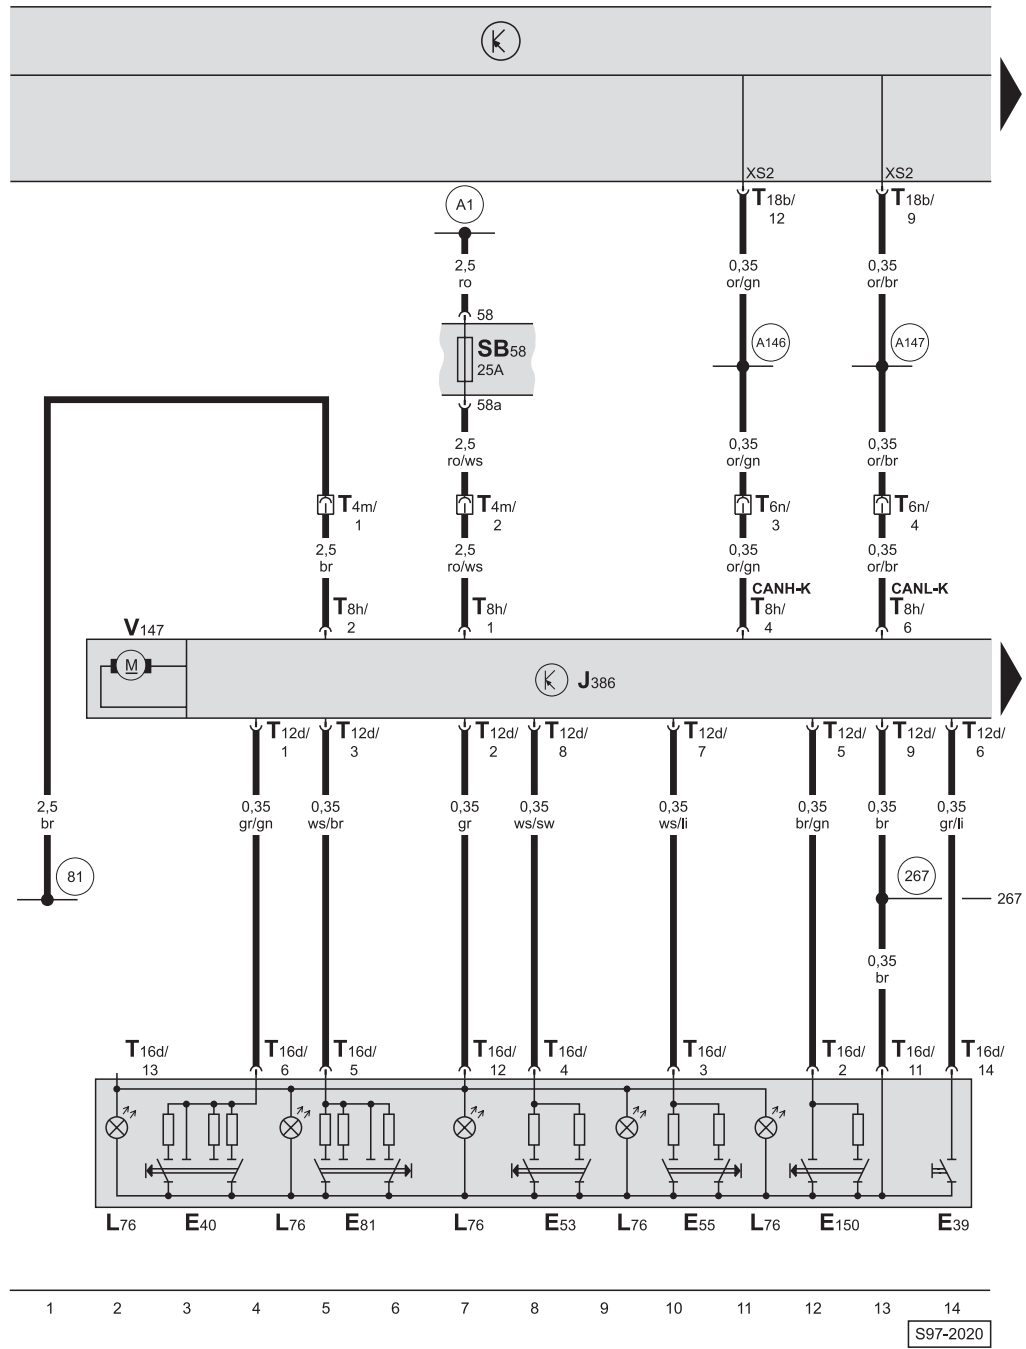 XS2 XS2
T18b/ 12 T18b/ 9
A1
2,5 ro
0,35 or/gn 0,35 or/br
58
SB58
25A
A146 A147
58a
2,5 ro/ws
0,35 or/gn 0,35 or/br
T4m/ 1 T4m/ 2 T6n/ 3 T6n/ 4
2,5 br 2,5 ro/ws 0,35 or/gn 0,35 or/br
CANH-K CANL-K
T8h/ 2 T8h/ 1 T8h/ 4 T8h/ 6
V147
M
J386
T12d/ 1 T12d/ 3 T12d/ 2 T12d/ 8 T12d/ 7 T12d/ 5 T12d/ 9 T12d/ 6
2,5 0,35 0,35 0,35 0,35 0,35 0,35 0,35 0,35
br gr/gn ws/br gr ws/sw ws/li br/gn br gr/li
81 267
267
0,35
br
T16d/ 13 T16d/ 6 T16d/ 5 T16d/ 12 T16d/ 4 T16d/ 3 T16d/ 2 T16d/ 11 T16d/ 14
L76 E40 L76 E81 L76 E53 L76 E55 L76 E150 E39
1 2 3 4 5 6 7 8 9 10 11 12 13 14
S97-2020